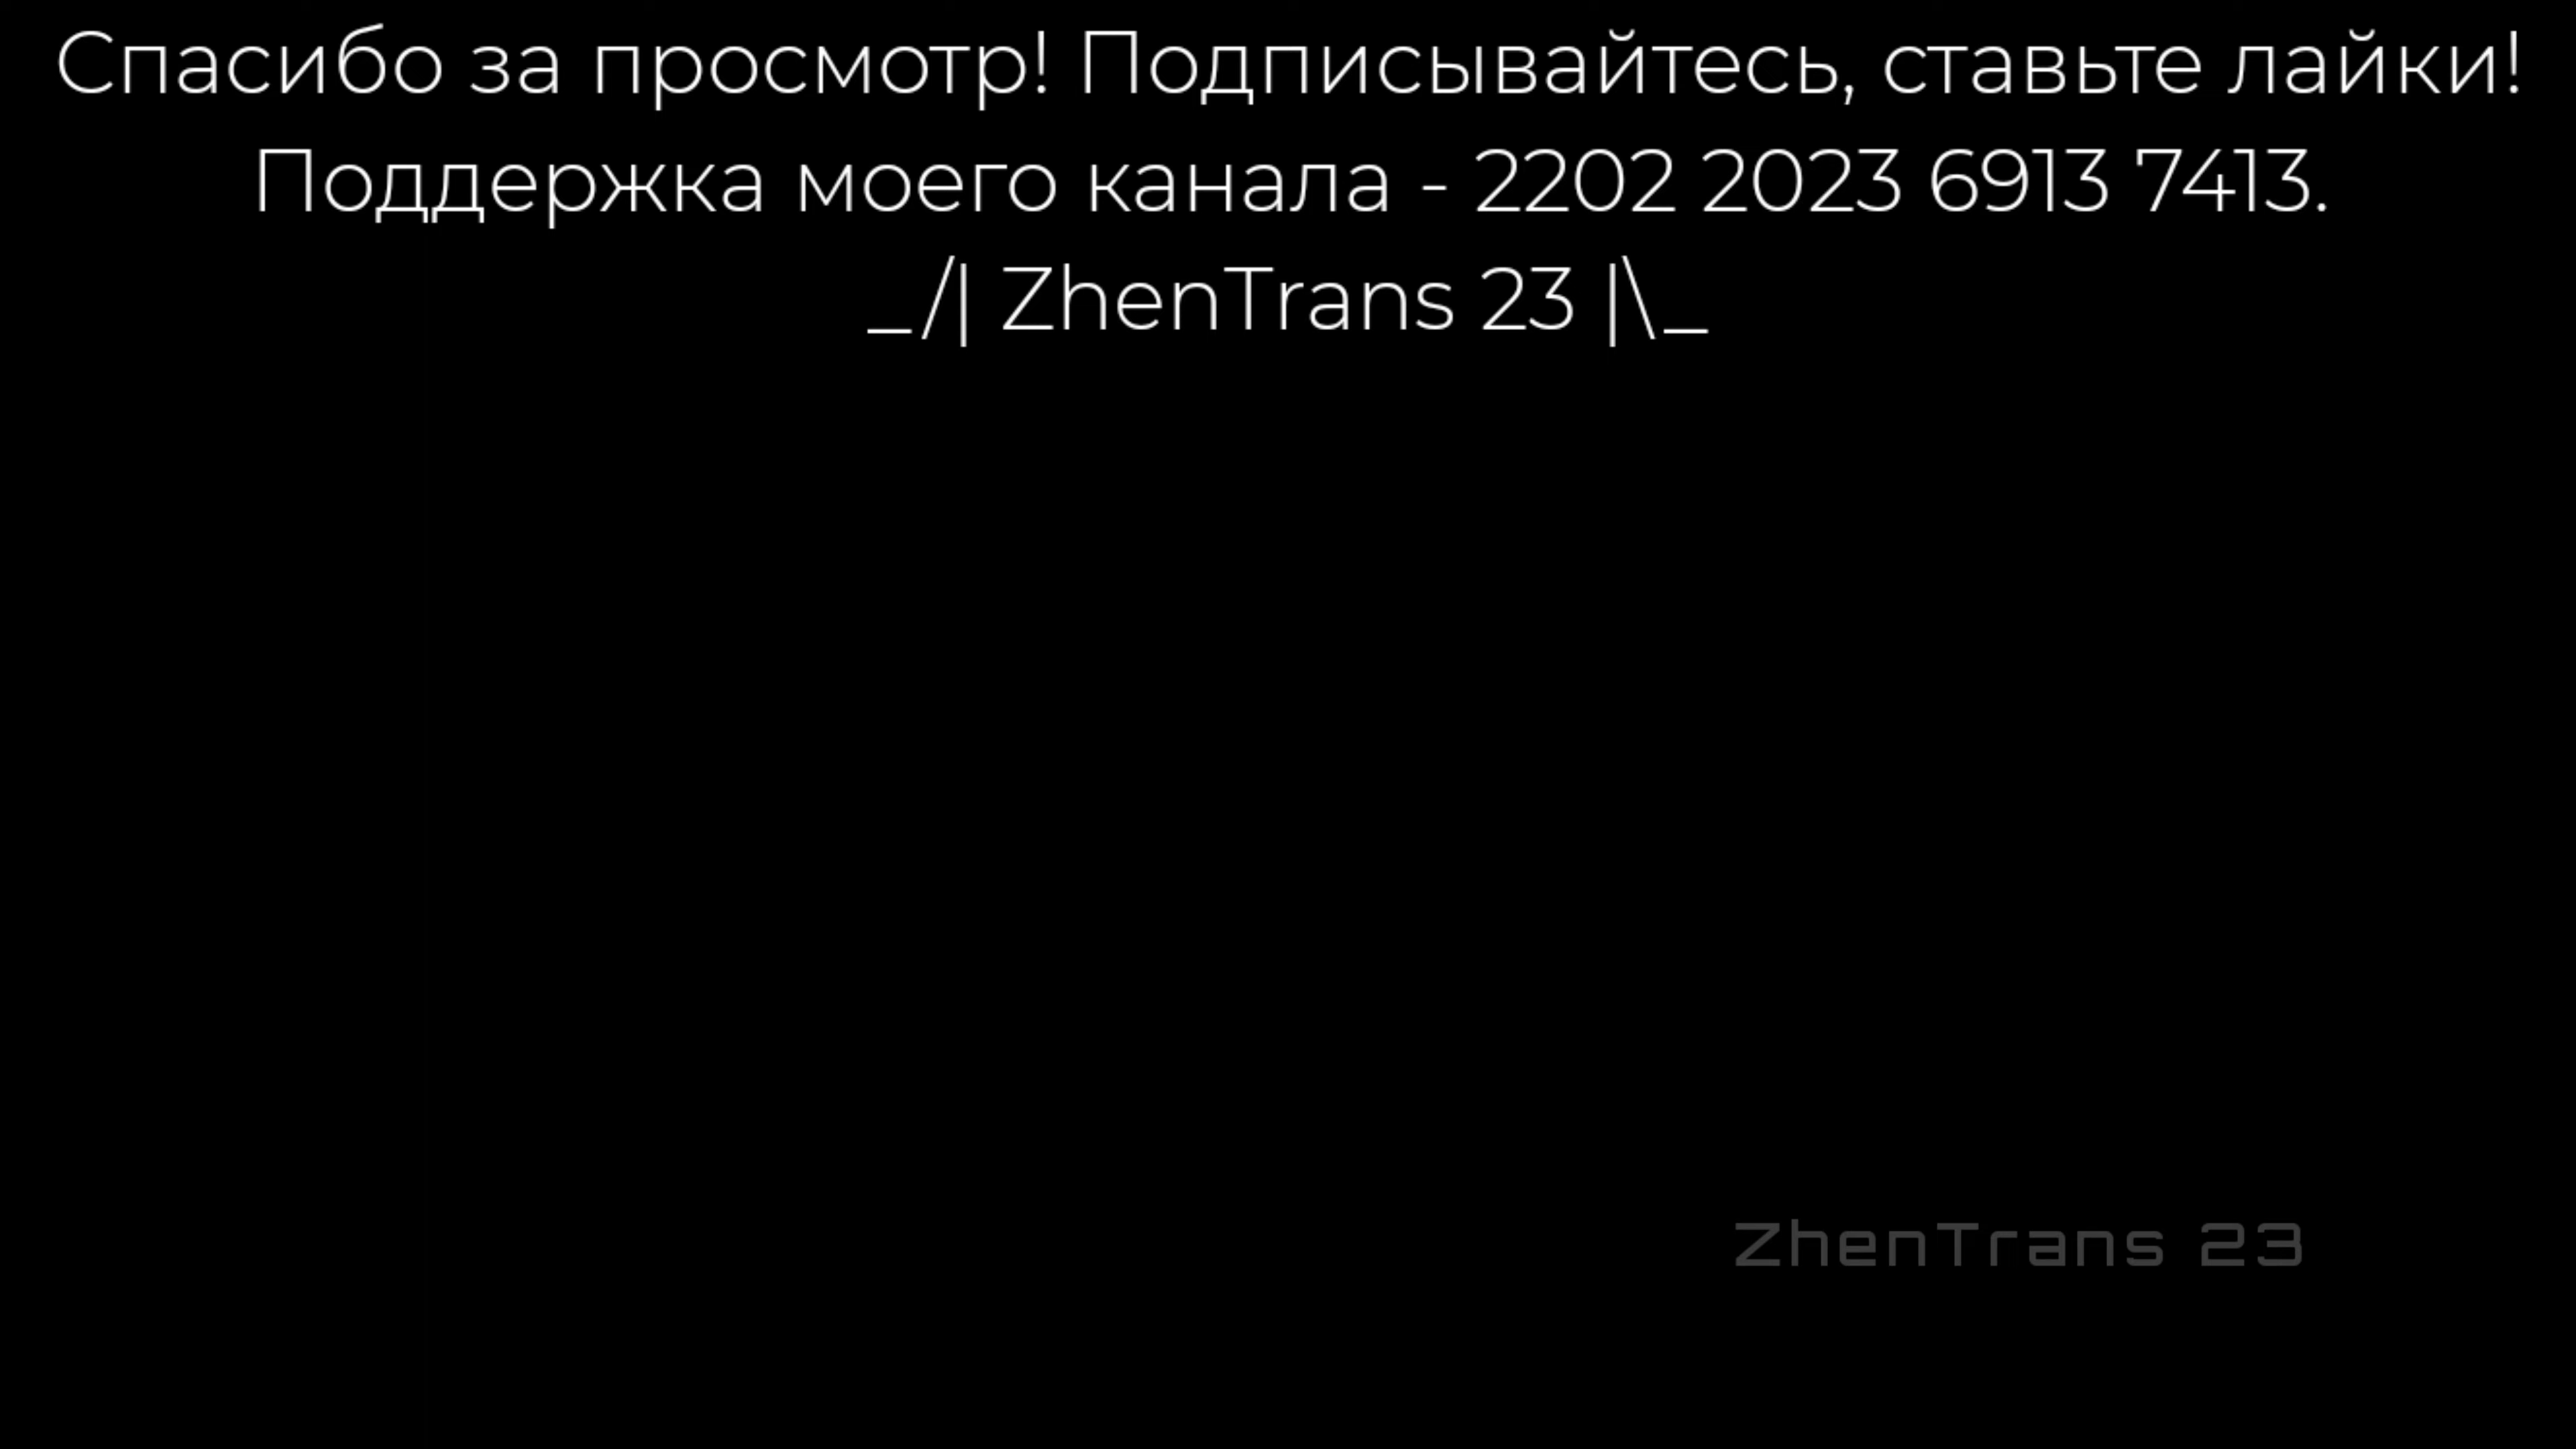 Спасибо за просмотр! Подписывайтесь, ставьте лайки!
Поддержка моего канала - 2202 2023 6913 7413.
_/| ZhenTrans 23 |\_
ZhenTrans 23